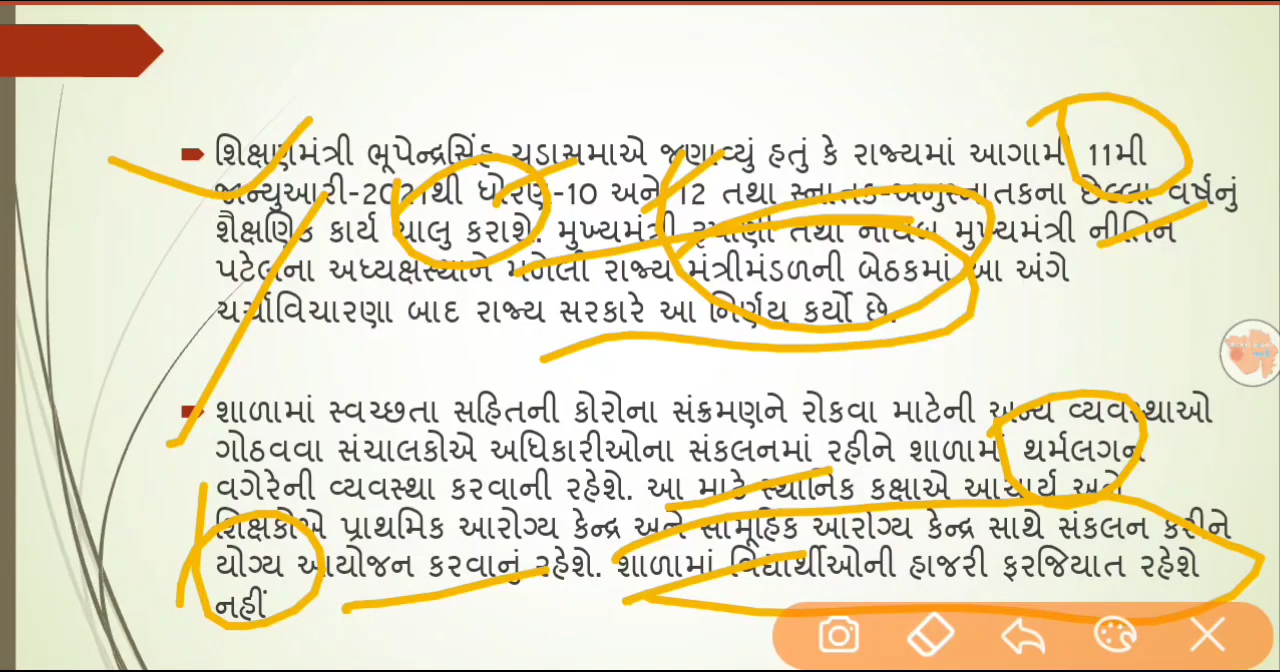 શિક્ષણમંત્રી ભૂપેન્દ્રસિંહ ચુડાસમાએ જણાવ્યું હતું કે રાજ્યમાં આગામી 11મી
જાન્યુઆરી-2021થી ધોરણ-10 અને 12 તથા સ્નાતક-અનુસ્નાતકના છેલ્લા વર્ષનું
શૈક્ષણિક કાર્ય ચાલુ કરાશે. મુખ્યમંત્રી રૂપાણી તથા નાયબ મુખ્યમંત્રી નીતિન
પટેલના અધ્યક્ષસ્થાને મળેલી રાજ્ય મંત્રીમંડળની બેઠકમાં આ અંગે
ચર્ચાવિચારણા બાદ રાજ્ય સરકારે આ નિર્ણય કર્યો છે.
શાળામાં સ્વચ્છતા સહિતની કોરોના સંક્રમણને રોકવા માટેની અન્ય વ્યવસ્થાઓ
ગોઠવવા સંચાલકોએ અધિકારીઓના સંકલનમાં રહીને શાળામાં થર્મલગન
વગેરેની વ્યવસ્થા કરવાની રહેશે. આ માટે સ્થાનિક કક્ષાએ આચાર્ય અને
શિક્ષકોએ પ્રાથમિક આરોગ્ય કેન્દ્ર અને સામૂહિક આરોગ્ય કેન્દ્ર સાથે સંકલન કરીને
યોગ્ય આયોજન કરવાનું રહેશે. શાળામાં વિદ્યાર્થીઓની હાજરી ફરજિયાત રહેશે
નહીં